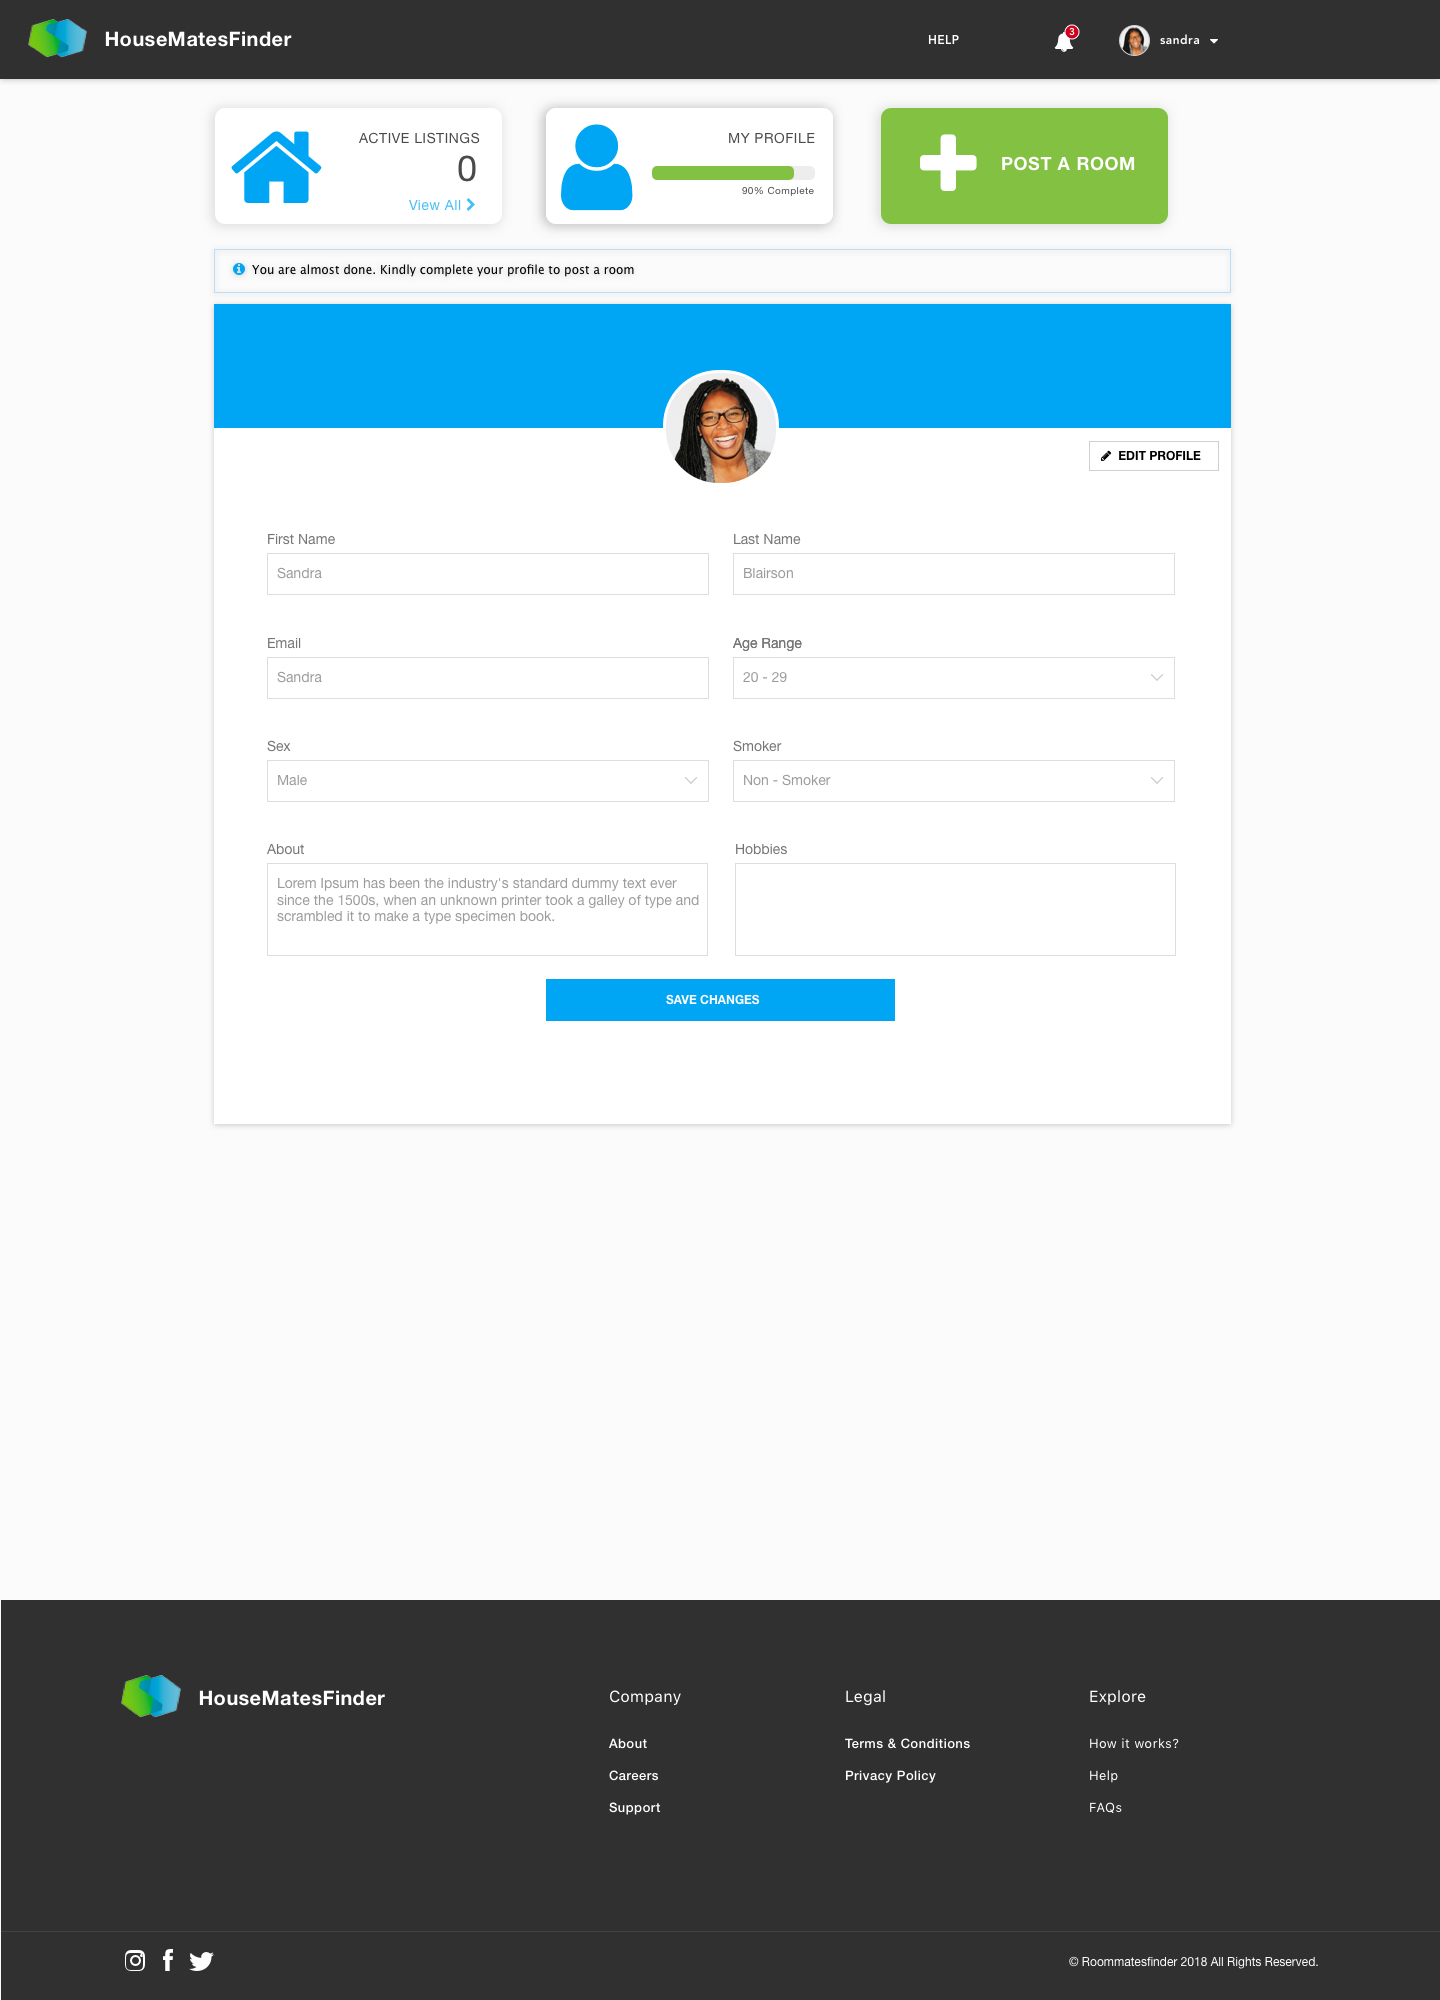 HouseMatesFinder
HELP
3
sandra
ACTIVE LISTINGS
0
View All
MY PROFILE
90% Complete
POST A ROOM
You are almost done. Kindly complete your profile to post a room
EDIT PROFILE
First Name
Last Name
Sandra
Blairson
Email
Age Range
Sandra
20 - 29
Sex
Smoker
Male
Non - Smoker
About
Hobbies
Lorem Ipsum has been the industry's standard dummy text ever
since the 1500s, when an unknown printer took a galley of type and
scrambled it to make a type specimen book.
SAVE CHANGES
HouseMatesFinder
Company
About
Careers
Support
Legal
Terms & Conditions
Privacy Policy
Explore
How it works?
Help
FAQs
© Roommatesfinder 2018 All Rights Reserved.